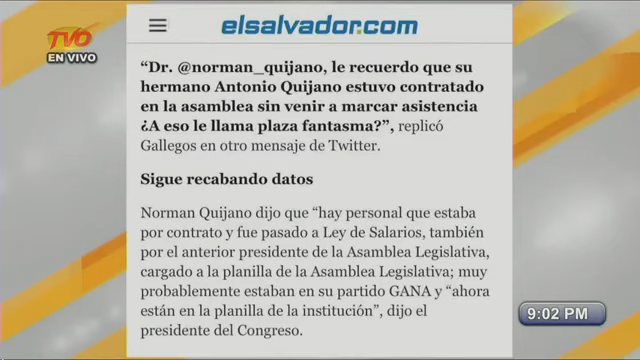 TVO
EN VIVO
elsalvador.com
“Dr. @norman_quijano, le recuerdo que su
hermano Antonio Quijano estuvo contratado
en la asamblea sin venir a marcar asistencia
¿A eso le llama plaza fantasma?”, replicó
Gallegos en otro mensaje de Twitter.
Sigue recabando datos
Norman Quijano dijo que “hay personal que estaba
por contrato y fue pasado a Ley de Salarios, también
por el anterior presidente de la Asamblea Legislativa,
cargado a la planilla de la Asamblea Legislativa; muy
probablemente estaban en su partido GANA y “ahora
están en la planilla de la institución”, dijo el
presidente del Congreso.
9:02 PM